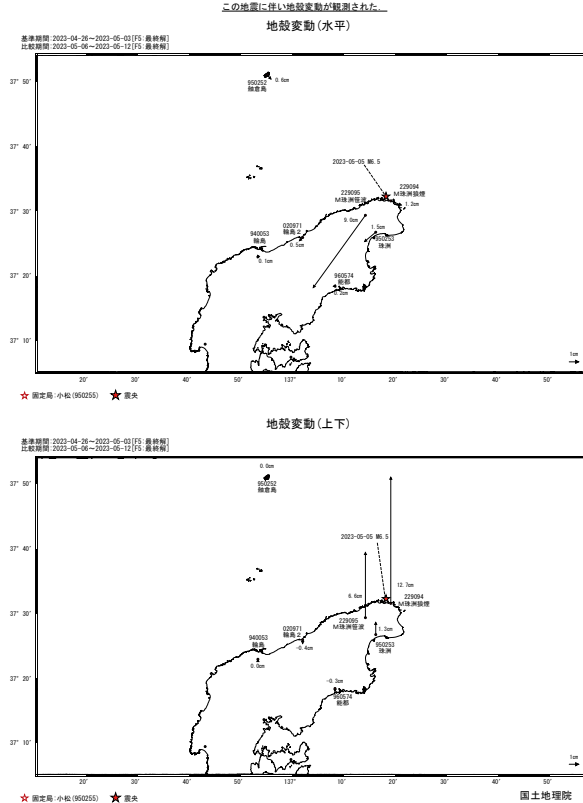 この地震に伴い地殻変動が観測された.
地殻変動(水平)
基準期間:2023-04-26～2023-05-03[F5:最終解]
比較期間:2023-05-06～2023-05-12[F5:最終解]
950252
舳倉島
0.6cm
37° 50′
37° 40′
2023-05-05 M6.5
229095
M珠洲笹波
229094
M珠洲狼煙
1.2cm
37° 30′
9.0cm
1.5cm
020971
輪島2
0.5cm
940053
輪島
0.1cm
950253
珠洲
37° 20′
960574
能都
0.2cm
37° 10′
1cm
20′ 30′ 40′ 50′ 137° 10′ 20′ 30′ 40′ 50′
固定局:小松(950255) 震央
地殻変動(上下)
基準期間:2023-04-26～2023-05-03[F5:最終解]
比較期間:2023-05-06～2023-05-12[F5:最終解]
0.0cm
950252
舳倉島
37° 50′
37° 40′
2023-05-05 M6.5
12.7cm
6.6cm
229094
M珠洲狼煙
37° 30′
229095
M珠洲笹波
1.3cm
020971
輪島2
-0.4cm
940053
輪島
0.0cm
950253
珠洲
37° 20′
-0.3cm
960574
能都
37° 10′
1cm
20′ 30′ 40′ 50′ 137° 10′ 20′ 30′ 40′ 50′
固定局:小松(950255) 震央
国土地理院